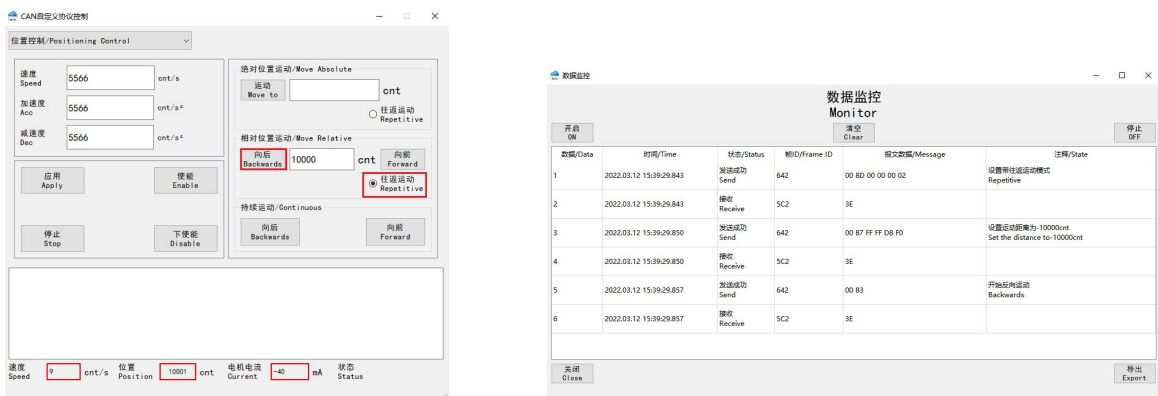 CAN自定义协议控制
位置控制/Positioning Control
速度
Speed
5566
cnt/s
加速度
Acc
5566
cnt/s²
减速度
Dec
5566
cnt/s²
应用
Apply
使能
Enable
停止
Stop
下使能
Disable
绝对位置运动/Move Absolute
运动
Move to
cnt
往返运动
Repetitive
相对位置运动/Move Relative
向后
Backwards
10000
cnt
向前
Forward
往返运动
Repetitive
持续运动/Continuous
向后
Backwards
向前
Forward
速度
Speed
9
cnt/s
位置
Position
10001
cnt
电机电流
Current
-40
mA
状态
Status
数据监控
数据监控
Monitor
开启
ON
清空
Clear
停止
OFF
数据/Data 时间/Time 状态/Status 帧ID/Frame ID 报文数据/Message 注释/State
1 2022.03.12 15:39:29.843 发送成功 Send 642 00 8D 00 00 00 02 设置带往返运动模式 Repetitive
2 2022.03.12 15:39:29.843 接收 Receive 5C2 3E
3 2022.03.12 15:39:29.850 发送成功 Send 642 00 87 FF FF D8 F0 设置运动距离为-10000cnt Set the distance to-10000cnt
4 2022.03.12 15:39:29.850 接收 Receive 5C2 3E
5 2022.03.12 15:39:29.857 发送成功 Send 642 00 83 开始反向运动 Backwards
6 2022.03.12 15:39:29.857 接收 Receive 5C2 3E
关闭
Close
导出
Export